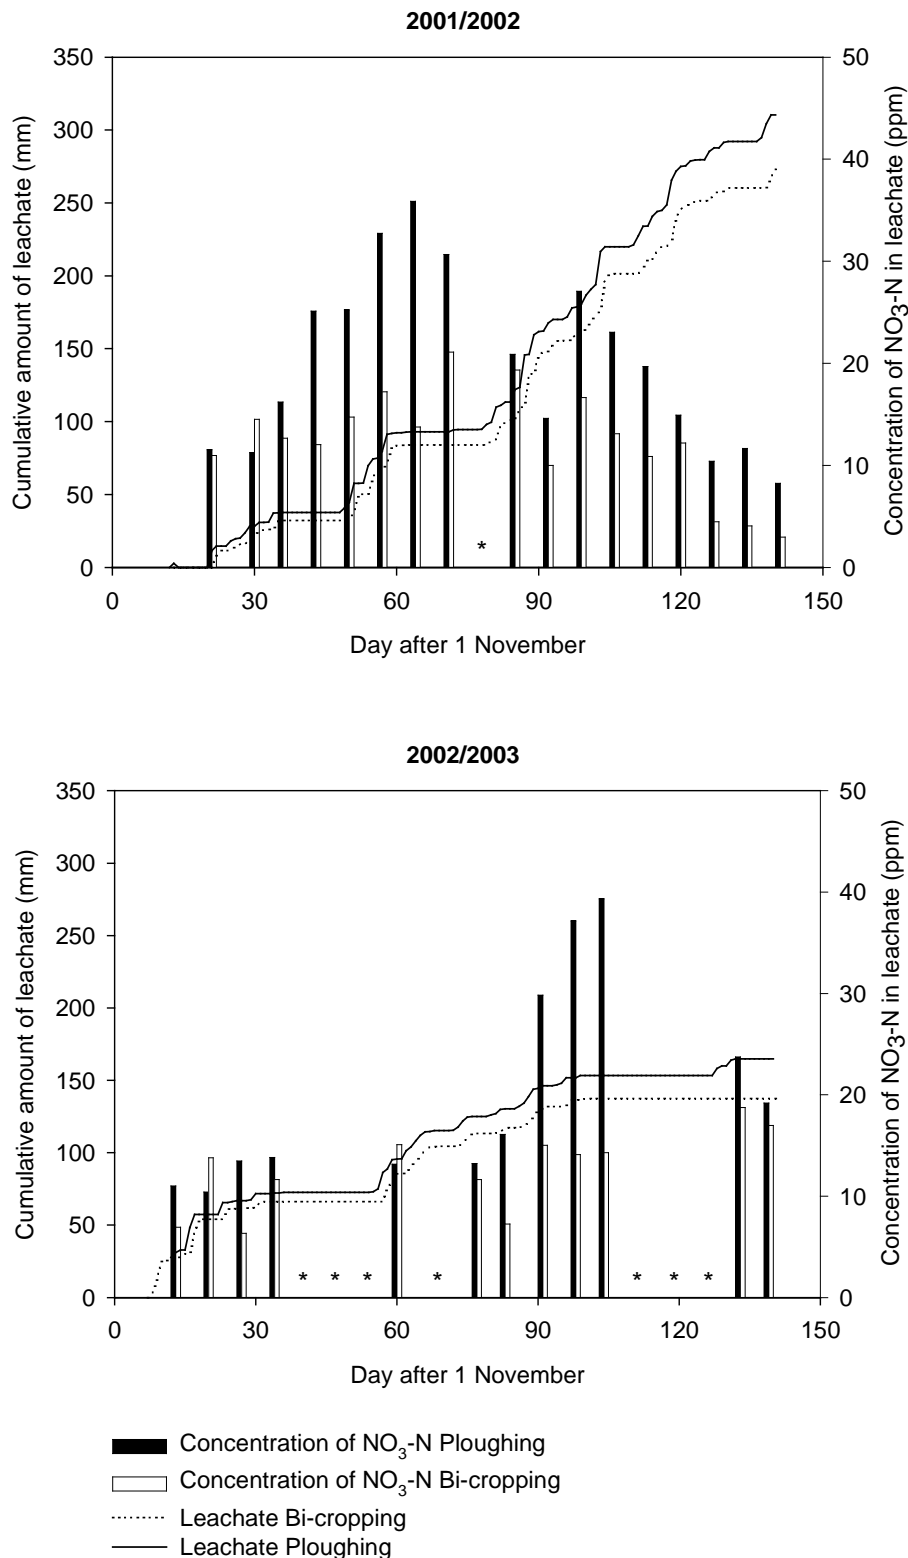 2001/2002
350
300
250
200
150
100
50
0
Cumulative amount of leachate (mm)
50
40
30
20
10
0
Concentration of NO3-N in leachate (ppm)
*
0 30 60 90 120 150
Day after 1 November
2002/2003
350
300
250
200
150
100
50
0
Cumulative amount of leachate (mm)
50
40
30
20
10
0
Concentration of NO3-N in leachate (ppm)
* * * * * * *
0 30 60 90 120 150
Day after 1 November
Concentration of NO3-N Ploughing
Concentration of NO3-N Bi-cropping
Leachate Bi-cropping
Leachate Ploughing